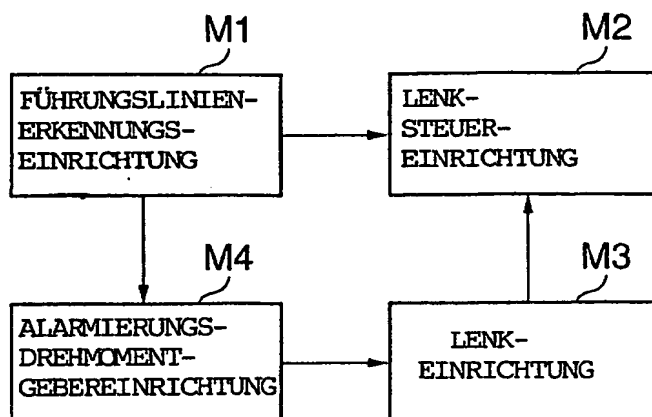 M1
FÜHRUNGSLINIEN-
ERKENNUNGS-
EINRICHTUNG
M2
LENK-
STEUER-
EINRICHTUNG
M4
ALARMIERUNGS-
DREHMOMENT-
GEBEREINRICHTUNG
M3
LENK-
EINRICHTUNG